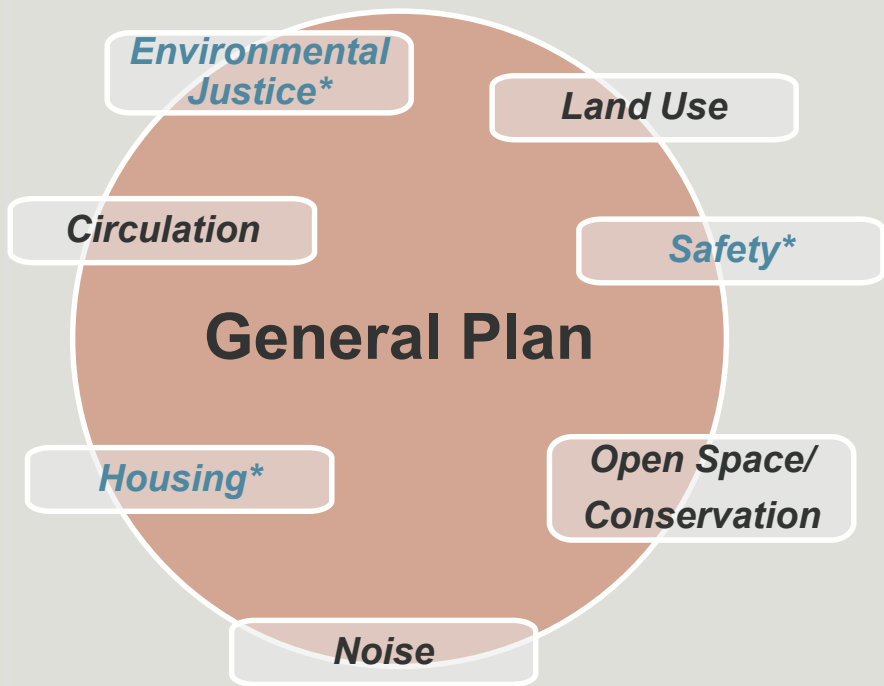 Environmental
Justice*
Land Use
Circulation
Safety*
General Plan
Housing*
Open Space/
Conservation
Noise